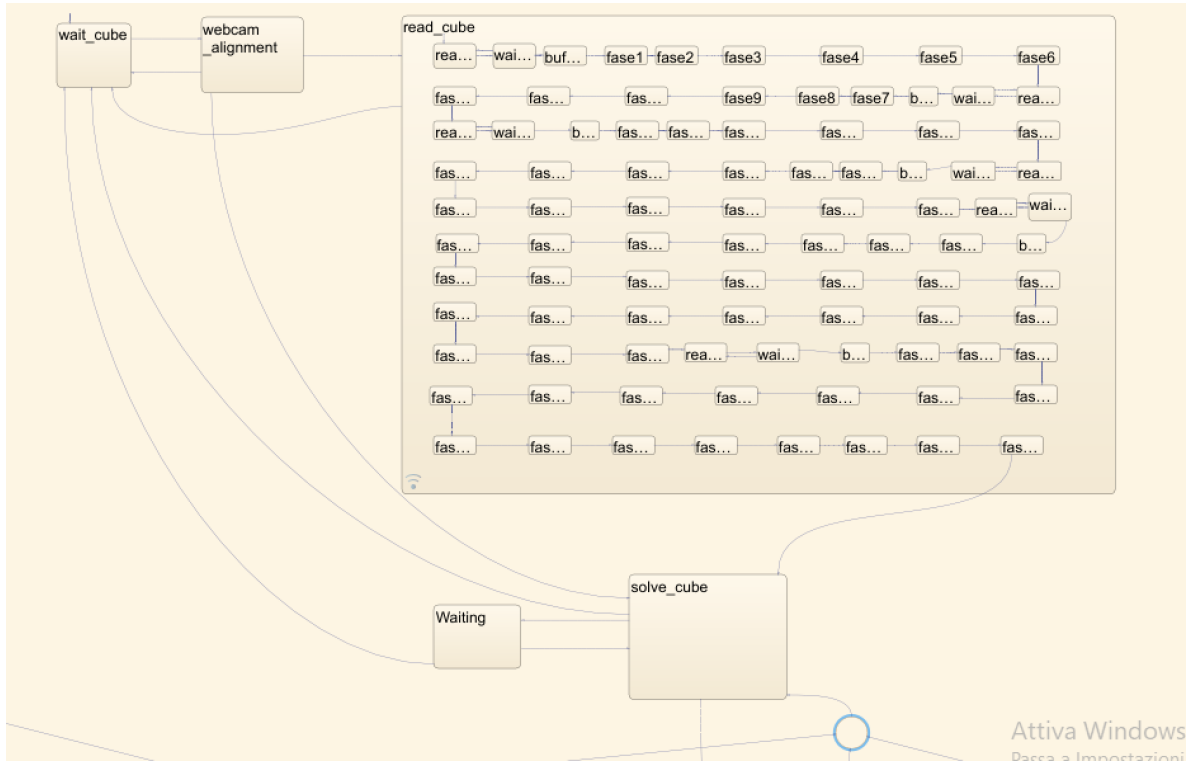 wait_cube
webcam
_alignment
read_cube
rea... wai... buf... fase1 fase2 fase3 fase4 fase5 fase6
fas... fas... fas... fase9 fase8 fase7 b... wai... rea...
rea... wai... b... fas... fas... fas... fas... fas... fas...
fas... fas... fas... fas... fas... fas... b... wai... rea...
fas... fas... fas... fas... fas... fas... rea... wai...
fas... fas... fas... fas... fas... fas... fas... b...
fas... fas... fas... fas... fas... fas... fas...
fas... fas... fas... fas... fas... fas... fas...
fas... fas... fas... rea... wai... b... fas... fas... fas...
fas... fas... fas... fas... fas... fas... fas...
fas... fas... fas... fas... fas... fas... fas... fas...
solve_cube
Waiting
Attiva Windows
Passa a Impostazioni